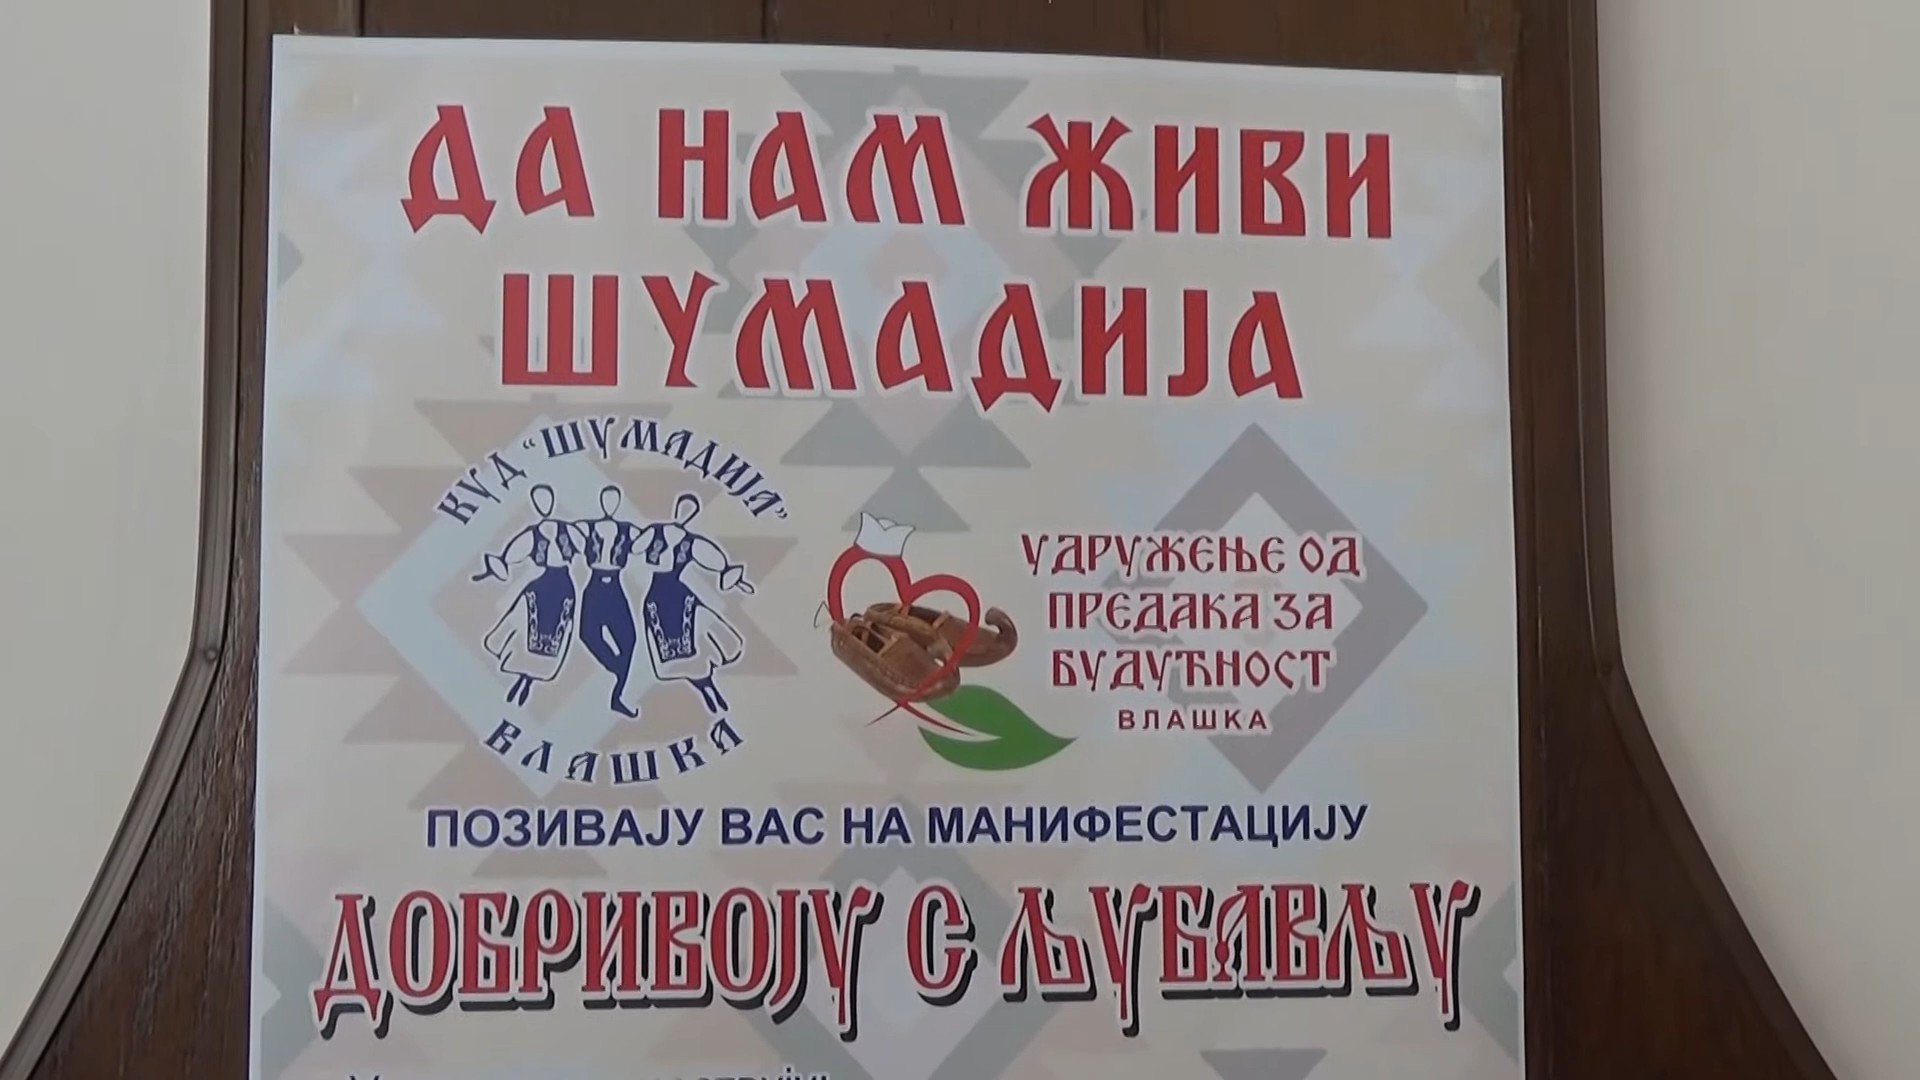 ДА НАМ ЖИВИ
ШУМАДИЈА
КУД "ШУМАДИЈА"
ВЛАШКА
УДРУЖЕЊЕ ОД
ПРЕДАКА ЗА
БУДУЋНОСТ
ВЛАШКА
ПОЗИВАЈУ ВАС НА МАНИФЕСТАЦИЈУ
ДОБРИВОЈУ С ЉУБАВЉУ